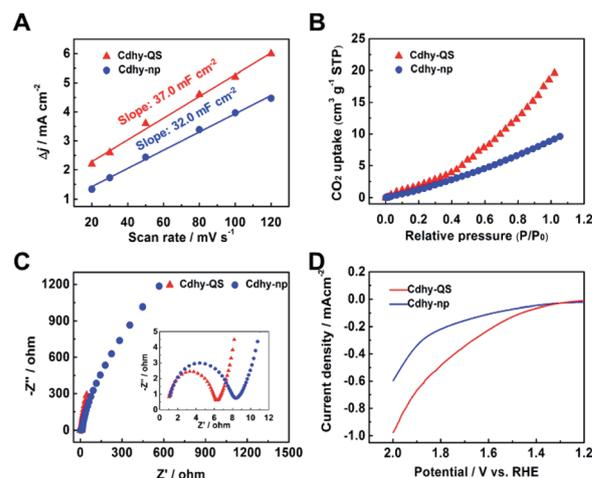 A
Cdhy-QS
Cdhy-np
Slope: 37.0 mF cm⁻²
Slope: 32.0 mF cm⁻²
Δj / mA cm⁻²
6
5
4
3
2
1
20 40 60 80 100 120
Scan rate / mV s⁻¹
B
Cdhy-QS
Cdhy-np
CO₂ uptake (cm³ g⁻¹ STP)
25
20
15
10
5
0
0.0 0.2 0.4 0.6 0.8 1.0
Relative pressure (P/P₀)
C
Cdhy-QS
Cdhy-np
-Z'' / ohm
1200
900
600
300
0
0 300 600 900 1200 1500
Z' / ohm
-Z'' / ohm
5
4
3
2
1
0
0 2 4 6 8 10 12
Z' / ohm
D
Cdhy-QS
Cdhy-np
Current density / mAcm⁻²
0.0
-0.2
-0.4
-0.6
-0.8
-1.0
2.0 1.8 1.6 1.4 1.2
Potential / V vs. RHE